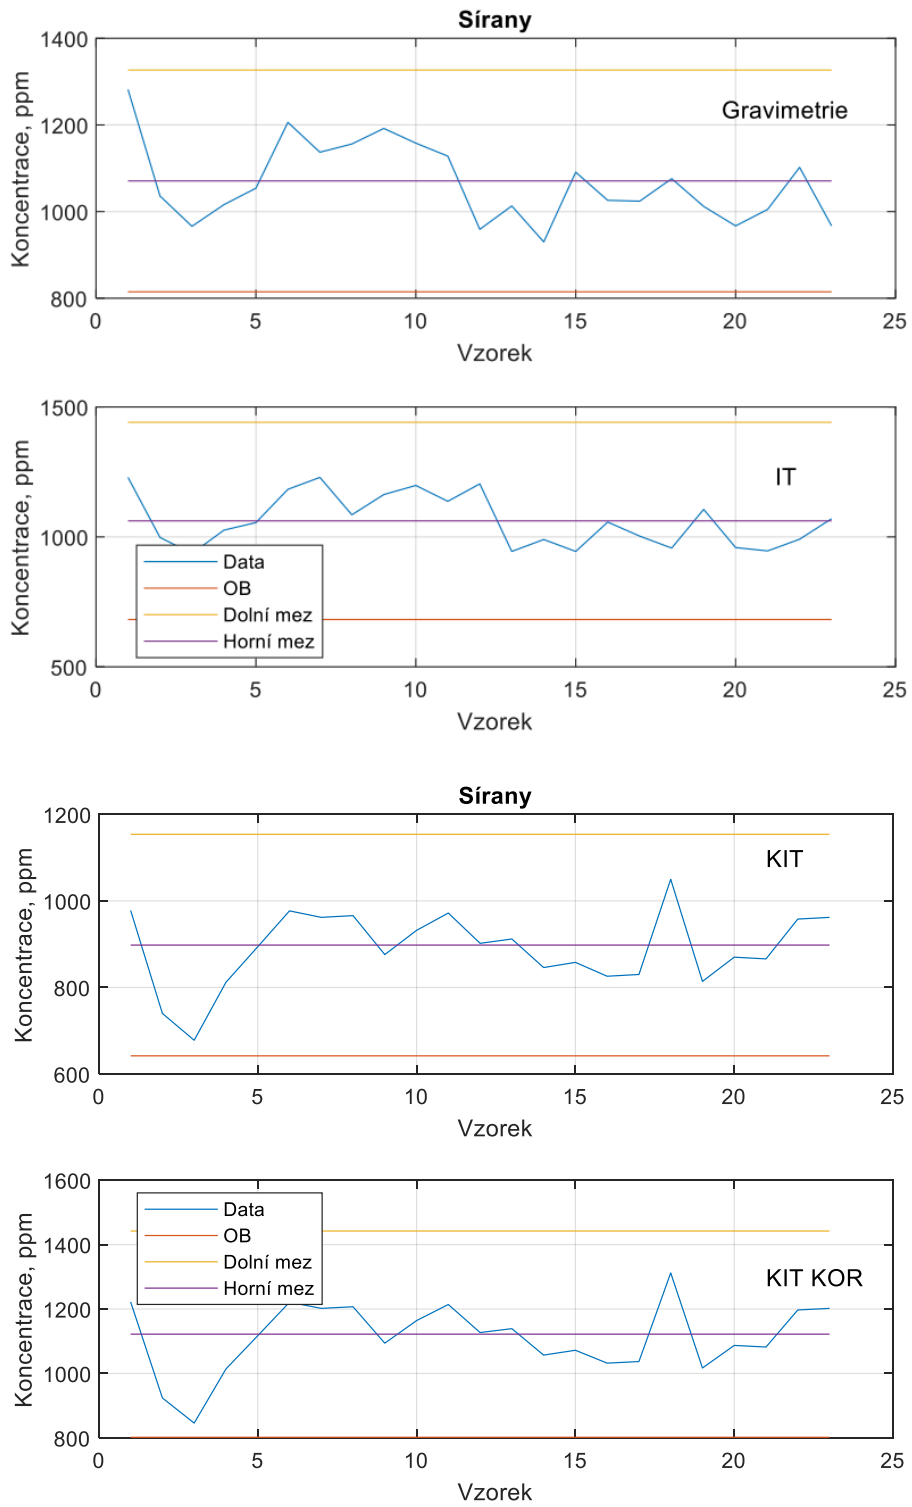 Sírany
1400
1200
1000
800
Koncentrace, ppm
Gravimetrie
0 5 10 15 20 25
Vzorek
1500
1000
500
Koncentrace, ppm
IT
Data
OB
Dolní mez
Horní mez
0 5 10 15 20 25
Vzorek
Sírany
1200
1000
800
600
Koncentrace, ppm
KIT
0 5 10 15 20 25
Vzorek
1600
1400
1200
1000
800
Koncentrace, ppm
Data
OB
Dolní mez
Horní mez
KIT KOR
0 5 10 15 20 25
Vzorek